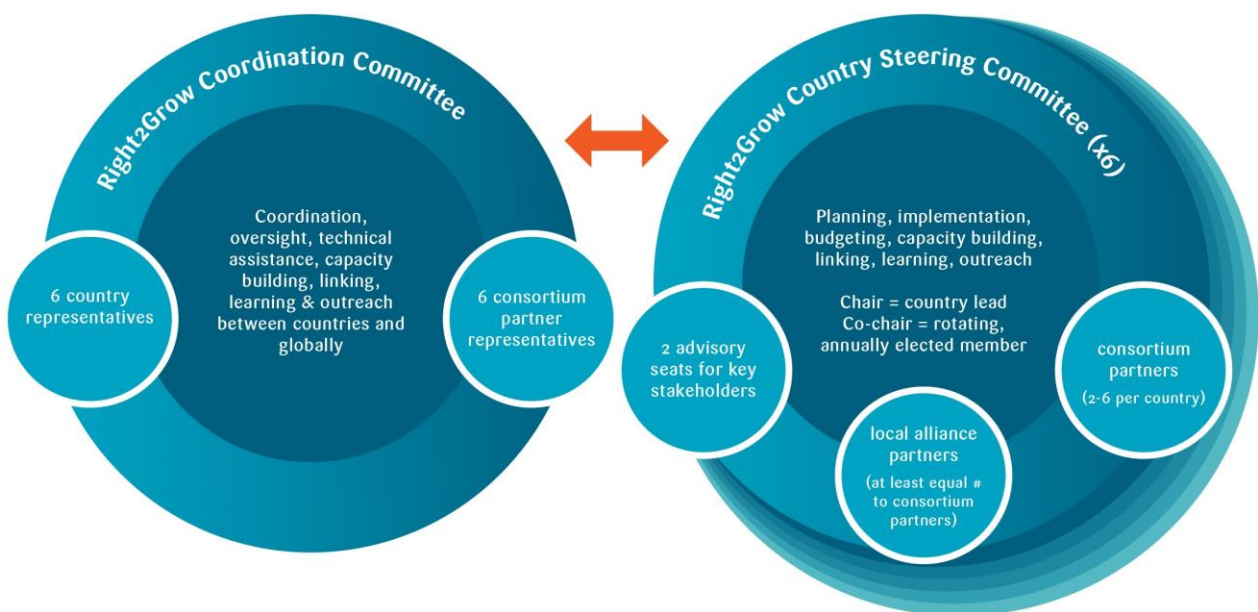 Right2Grow Coordination Committee
Coordination,
oversight, technical
assistance, capacity
building, linking,
learning & outreach
between countries and
globally
6 country
representatives
6 consortium
partner
representatives
Right2Grow Country Steering Committee (x6)
Planning, implementation,
budgeting, capacity building,
linking, learning, outreach
Chair = country lead
Co-chair = rotating,
annually elected member
2 advisory
seats for key
stakeholders
local alliance
partners
(at least equal #
to consortium
partners)
consortium
partners
(2-6 per country)